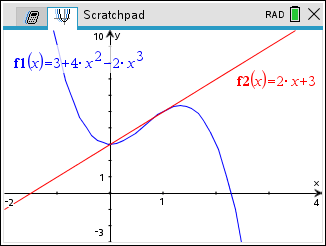 Scratchpad RAD
10 y
f1(x)=3+4·x²−2·x³
f2(x)=2·x+3
1
x
-2 1 4
-3